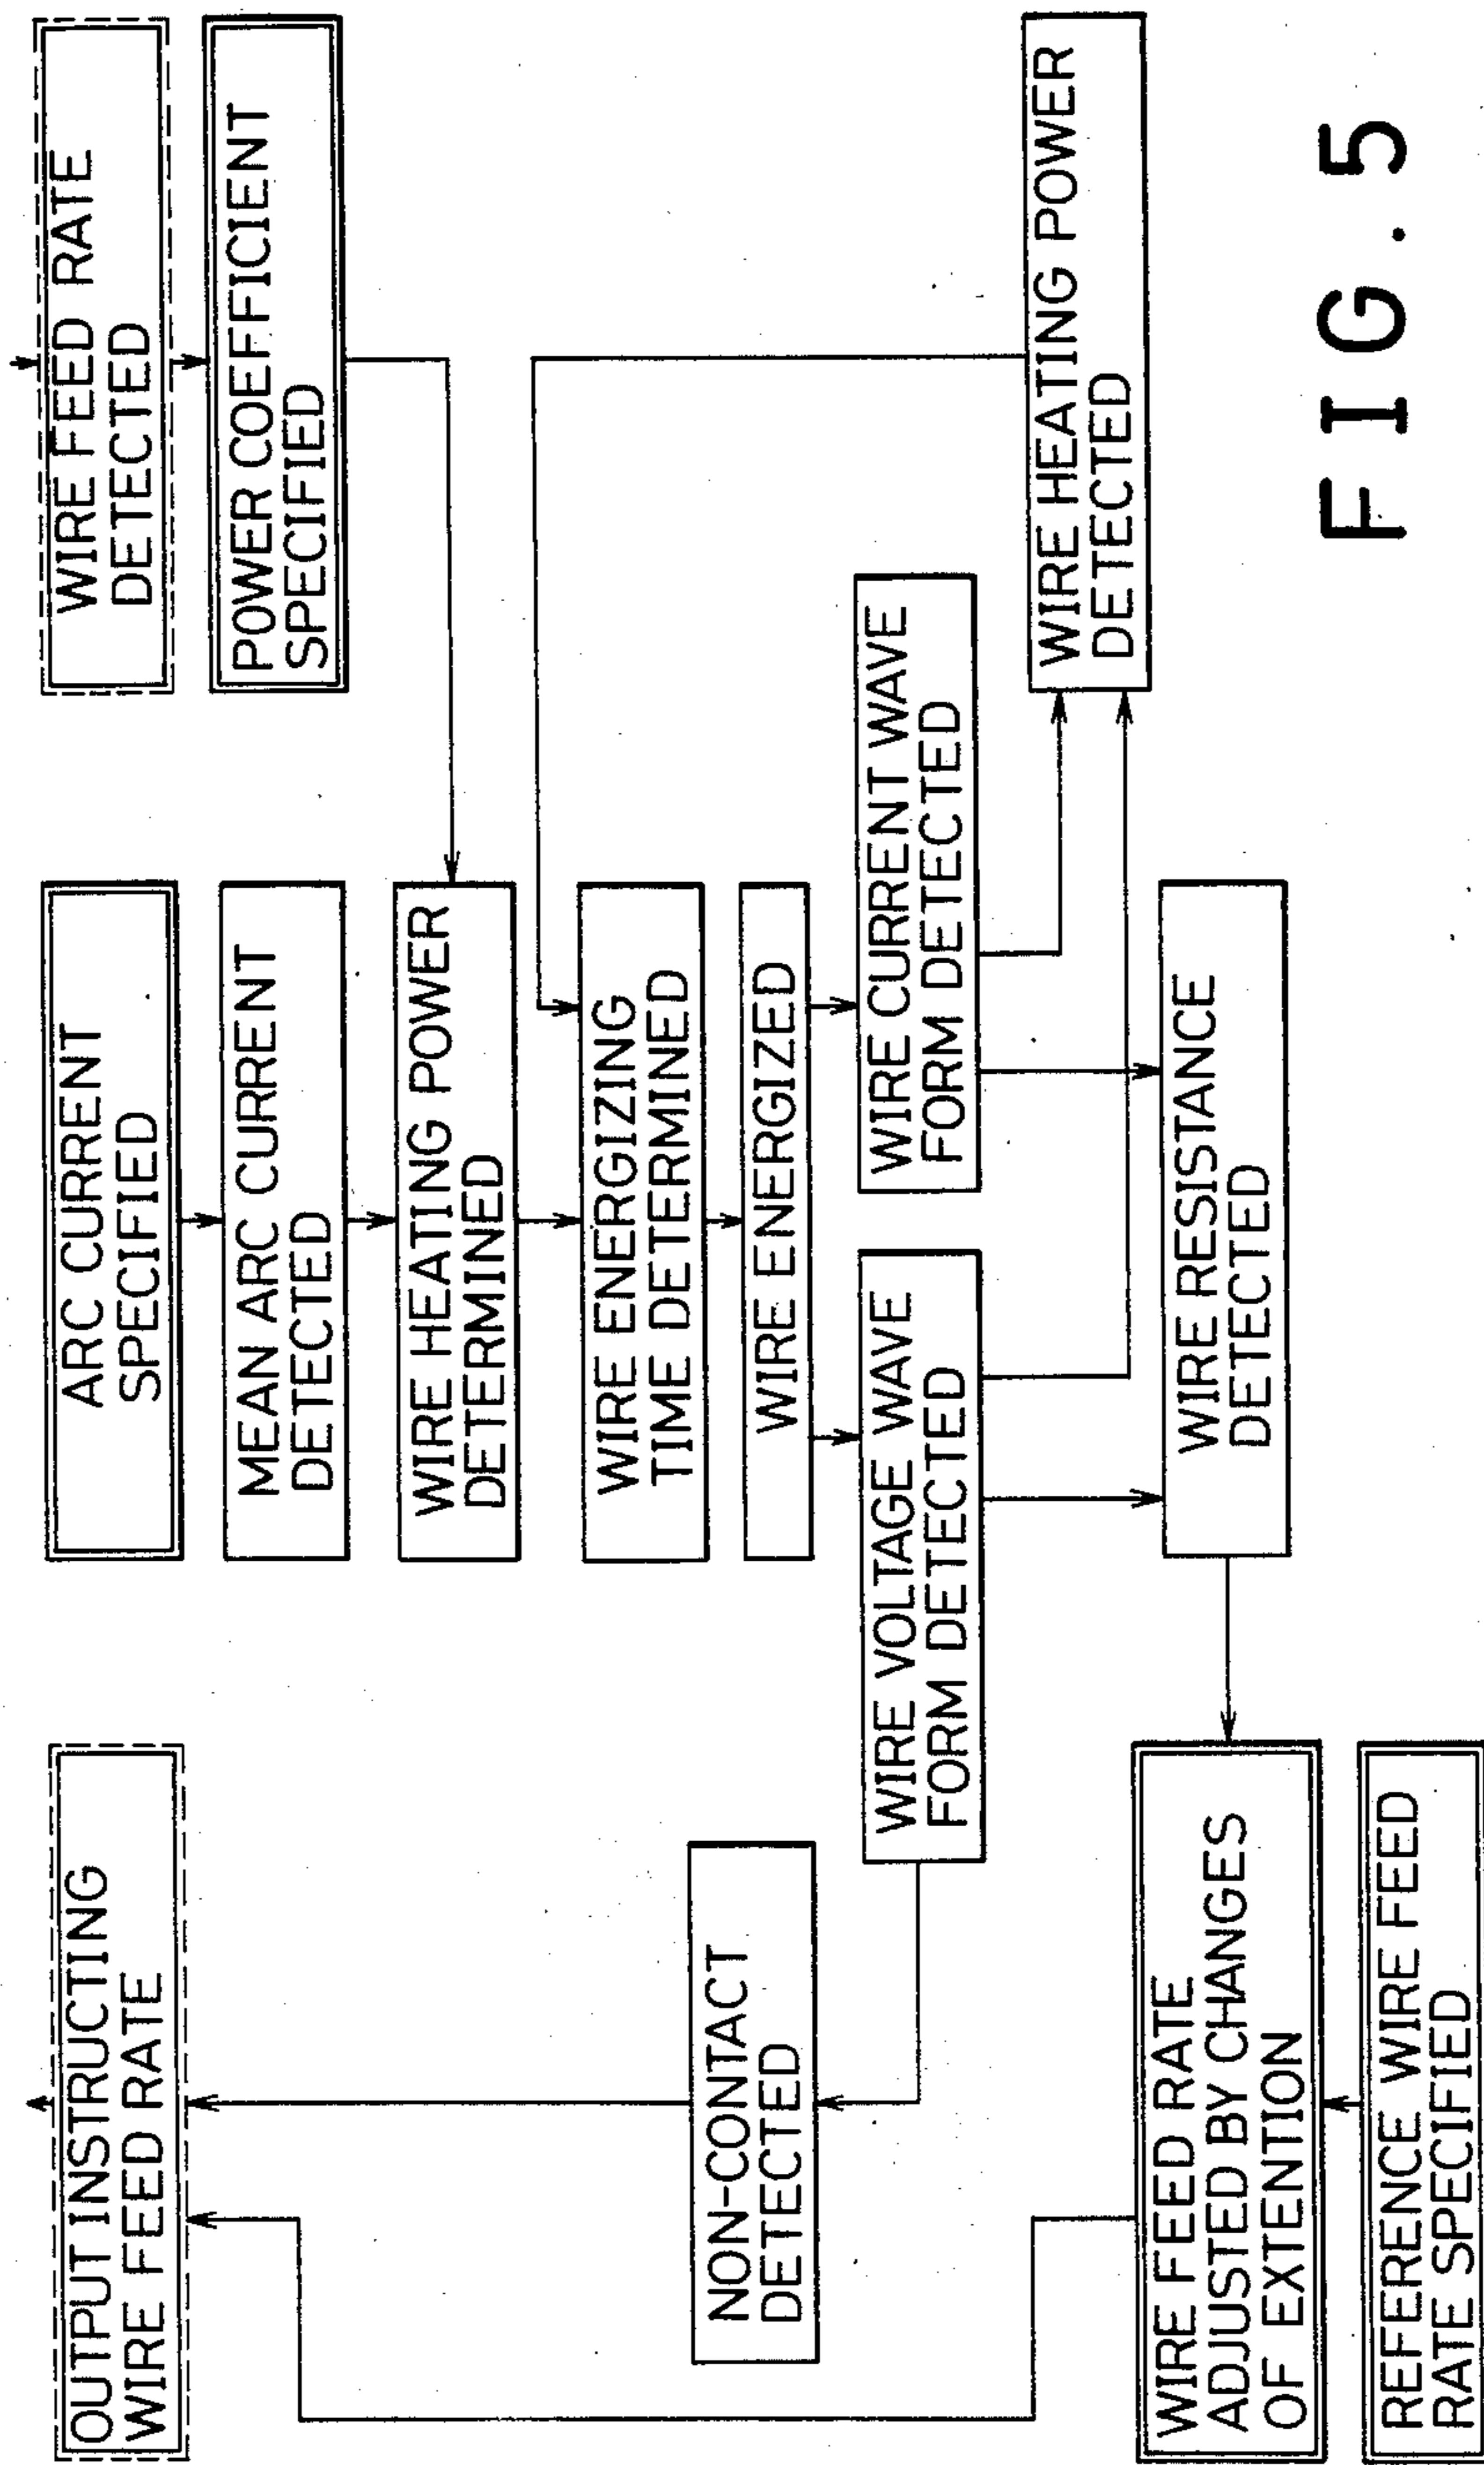 OUTPUT INSTRUCTING
WIRE FEED RATE
NON-CONTACT
DETECTED
WIRE FEED RATE
ADJUSTED BY CHANGES
OF EXTENTION
REFERENCE WIRE FEED
RATE SPECIFIED
ARC CURRENT
SPECIFIED
MEAN ARC CURRENT
DETECTED
WIRE HEATING POWER
DETERMINED
WIRE ENERGIZING
TIME DETERMINED
WIRE ENERGIZED
WIRE VOLTAGE WAVE
FORM DETECTED
WIRE CURRENT WAVE
FORM DETECTED
WIRE RESISTANCE
DETECTED
WIRE FEED RATE
DETECTED
POWER COEFFICIENT
SPECIFIED
WIRE HEATING POWER
DETECTED
FIG. 5